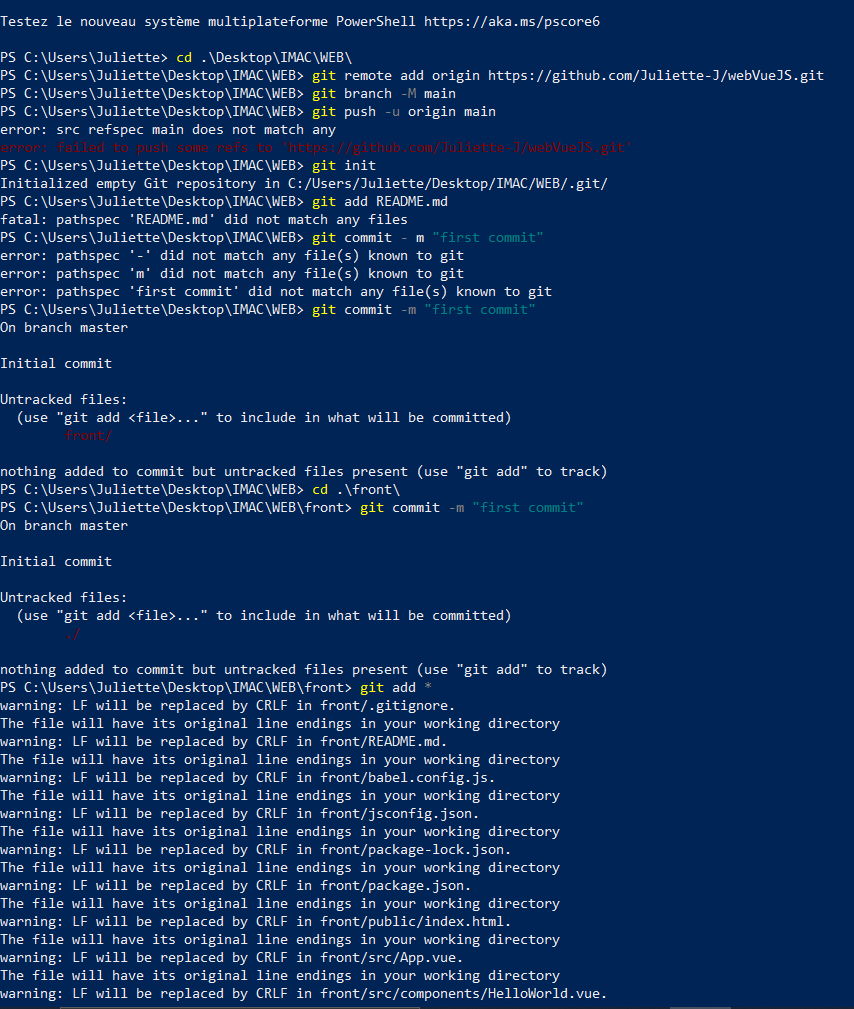 Testez le nouveau système multiplateforme PowerShell https://aka.ms/pscore6
PS C:\Users\Juliette> cd .\Desktop\IMAC\WEB\
PS C:\Users\Juliette\Desktop\IMAC\WEB> git remote add origin https://github.com/Juliette-J/webVueJS.git
PS C:\Users\Juliette\Desktop\IMAC\WEB> git branch -M main
PS C:\Users\Juliette\Desktop\IMAC\WEB> git push -u origin main
error: src refspec main does not match any
error: failed to push some refs to 'https://github.com/Juliette-J/webVueJS.git'
PS C:\Users\Juliette\Desktop\IMAC\WEB> git init
Initialized empty Git repository in C:/Users/Juliette/Desktop/IMAC/WEB/.git/
PS C:\Users\Juliette\Desktop\IMAC\WEB> git add README.md
fatal: pathspec 'README.md' did not match any files
PS C:\Users\Juliette\Desktop\IMAC\WEB> git commit - m "first commit"
error: pathspec '-' did not match any file(s) known to git
error: pathspec 'm' did not match any file(s) known to git
error: pathspec 'first commit' did not match any file(s) known to git
PS C:\Users\Juliette\Desktop\IMAC\WEB> git commit -m "first commit"
On branch master
Initial commit
Untracked files:
(use "git add <file>..." to include in what will be committed)
front/
nothing added to commit but untracked files present (use "git add" to track)
PS C:\Users\Juliette\Desktop\IMAC\WEB> cd .\front\
PS C:\Users\Juliette\Desktop\IMAC\WEB\front> git commit -m "first commit"
On branch master
Initial commit
Untracked files:
(use "git add <file>..." to include in what will be committed)
./
nothing added to commit but untracked files present (use "git add" to track)
PS C:\Users\Juliette\Desktop\IMAC\WEB\front> git add *
warning: LF will be replaced by CRLF in front/.gitignore.
The file will have its original line endings in your working directory
warning: LF will be replaced by CRLF in front/README.md.
The file will have its original line endings in your working directory
warning: LF will be replaced by CRLF in front/babel.config.js.
The file will have its original line endings in your working directory
warning: LF will be replaced by CRLF in front/jsconfig.json.
The file will have its original line endings in your working directory
warning: LF will be replaced by CRLF in front/package-lock.json.
The file will have its original line endings in your working directory
warning: LF will be replaced by CRLF in front/package.json.
The file will have its original line endings in your working directory
warning: LF will be replaced by CRLF in front/public/index.html.
The file will have its original line endings in your working directory
warning: LF will be replaced by CRLF in front/src/App.vue.
The file will have its original line endings in your working directory
warning: LF will be replaced by CRLF in front/src/components/HelloWorld.vue.